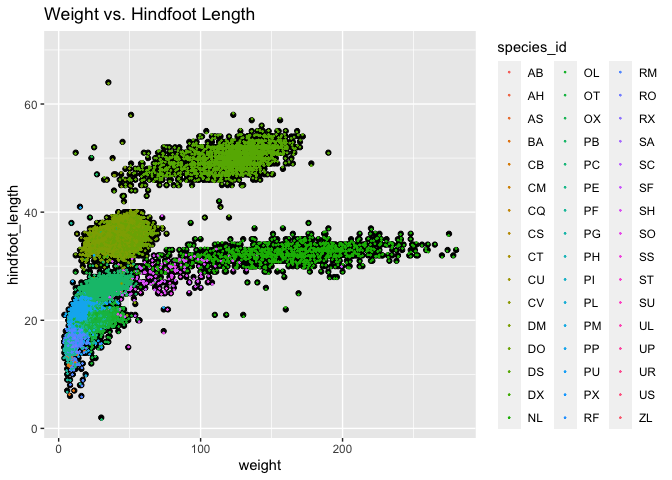 Weight vs. Hindfoot Length
hindfoot_length
60
40
20
0
0 100 200
weight
species_id
AB OL RM
AH OT RO
AS OX RX
BA PB SA
CB PC SC
CM PE SF
CQ PF SH
CS PG SO
CT PH SS
CU PI ST
CV PL SU
DM PM UL
DO PP UP
DS PU UR
DX PX US
NL RF ZL